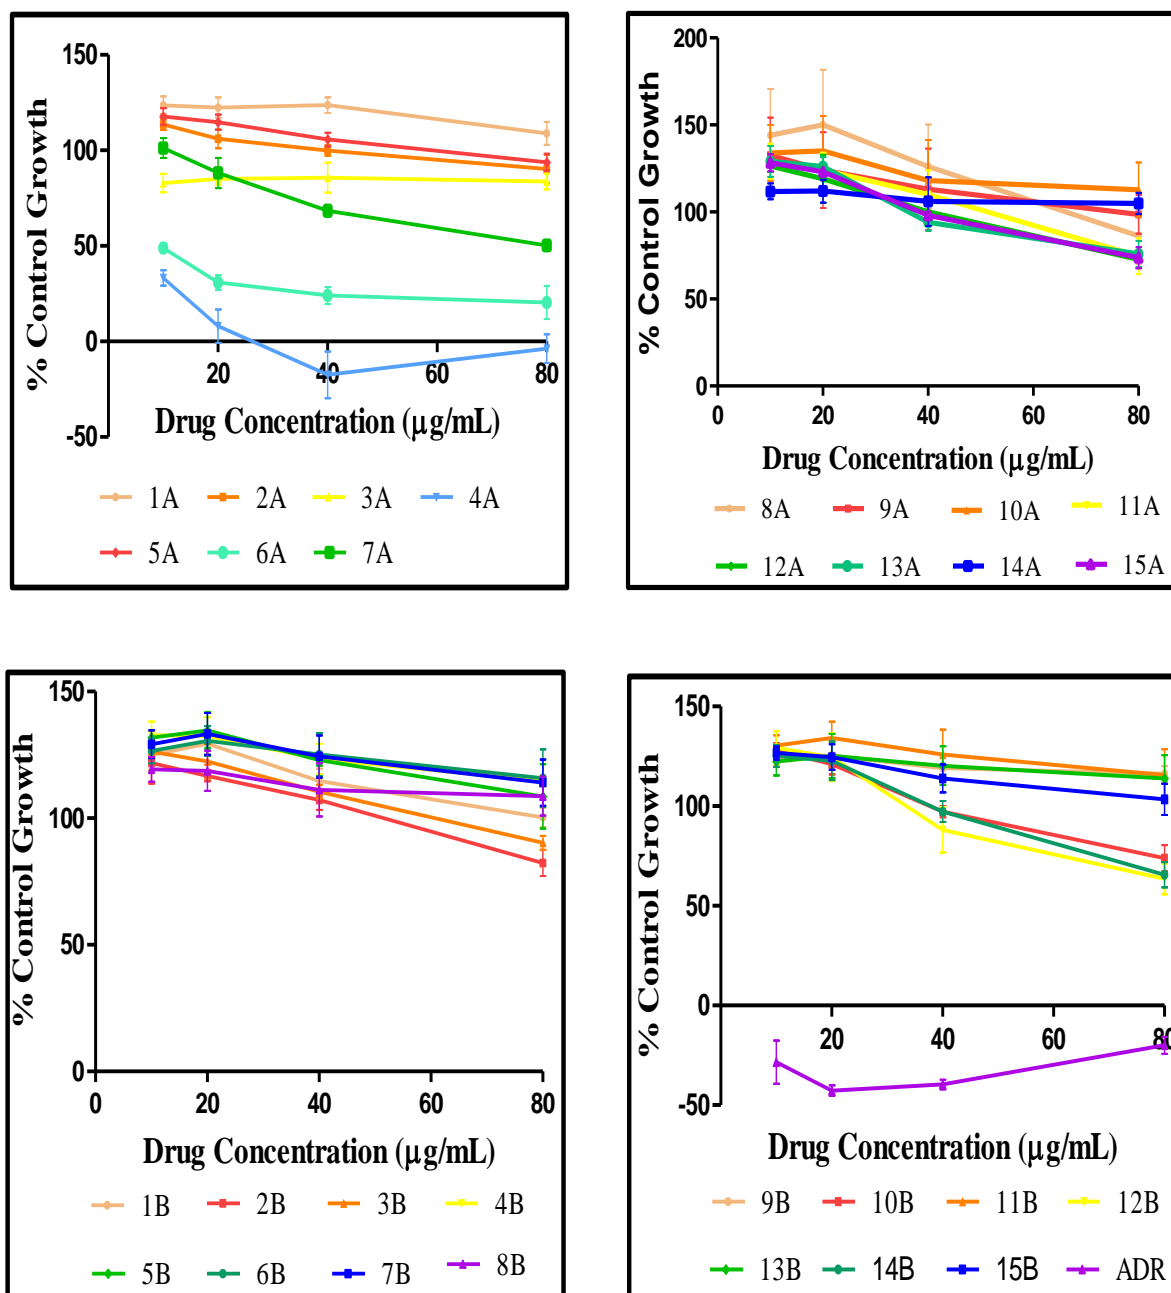 % Control Growth
150
100
50
0
-50
20 40 60 80
Drug Concentration (μg/mL)
1A 2A 3A 4A
5A 6A 7A
% Control Growth
200
150
100
50
0
0 20 40 60 80
Drug Concentration (μg/mL)
8A 9A 10A 11A
12A 13A 14A 15A
% Control Growth
150
100
50
0
0 20 40 60 80
Drug Concentration (μg/mL)
1B 2B 3B 4B
5B 6B 7B 8B
% Control Growth
150
100
50
0
-50
20 40 60 80
Drug Concentration (μg/mL)
9B 10B 11B 12B
13B 14B 15B ADR